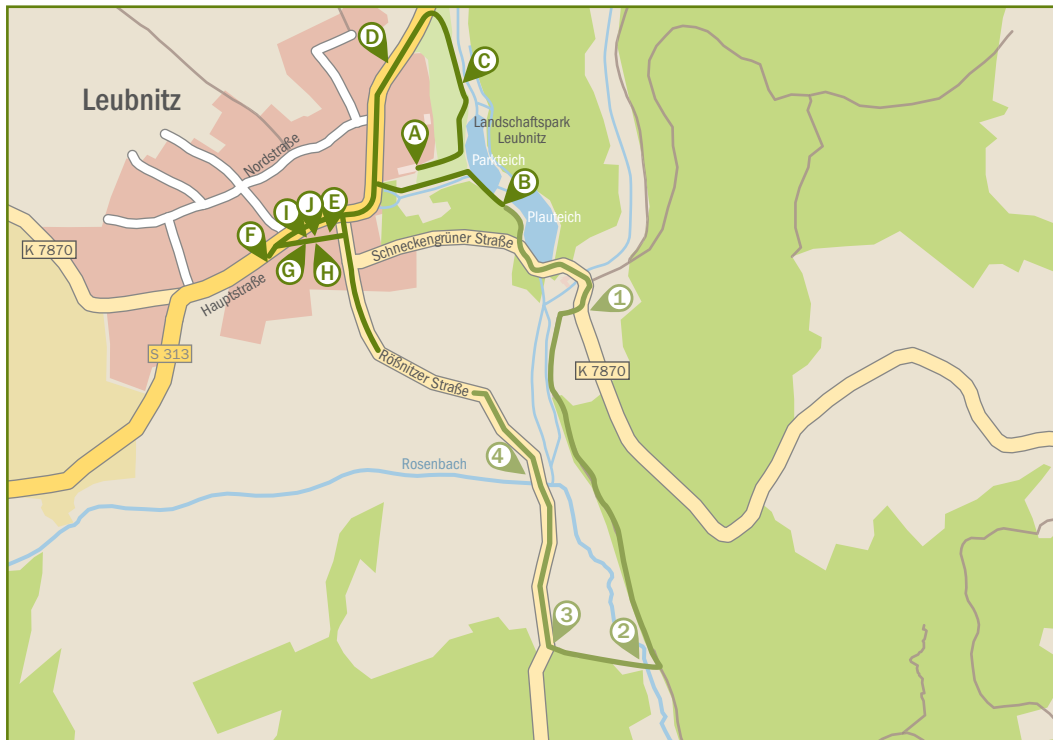 D
C
Leubnitz
Landschaftspark
Leubnitz
A
Nordstraße
Parkteich
B
I
J
E
Plauteich
F
K 7870
Schneckengrüner Straße
G
H
Hauptstraße
1
S 313
Rößnitzer Straße
K 7870
4
Rosenbach
3
2